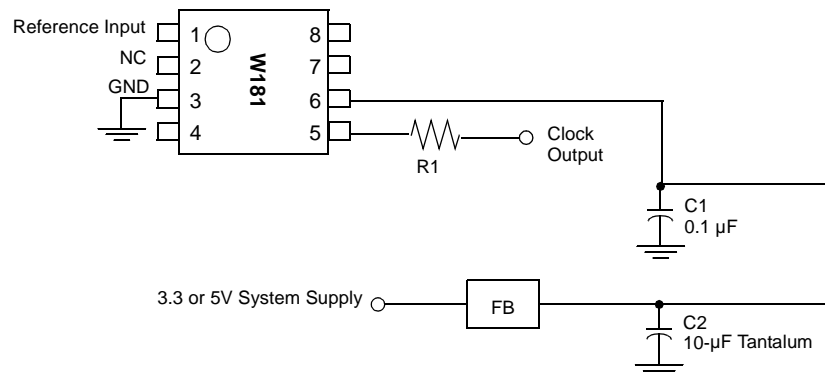 Reference Input
NC
GND
1
2
3
4
W181
8
7
6
5
R1
Clock
Output
C1
0.1 µF
3.3 or 5V System Supply
FB
C2
10-µF Tantalum